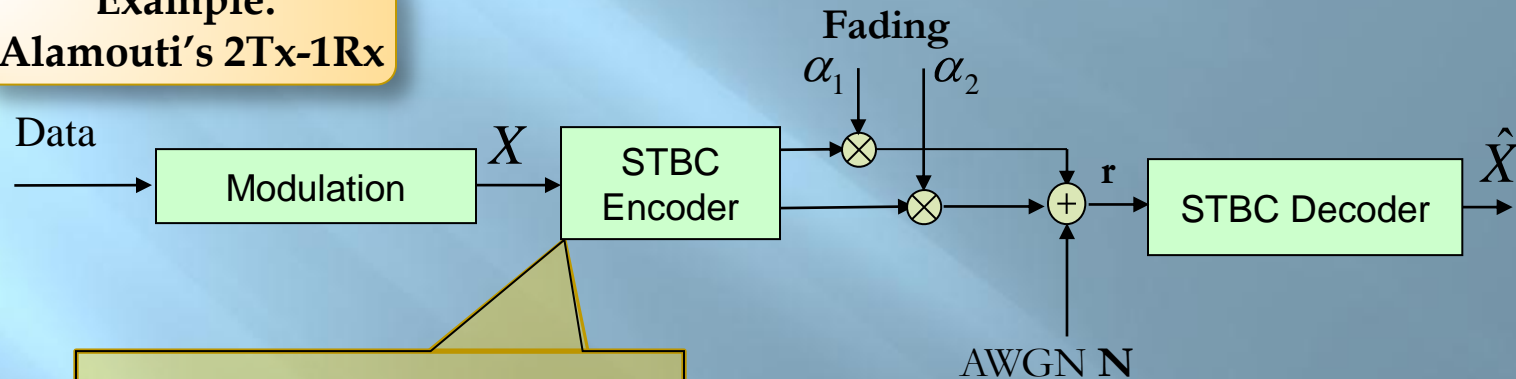 Example:
Alamouti's 2Tx-1Rx
Fading
α₁ α₂
Data
X
Modulation
STBC
Encoder
r
+
STBC Decoder
X̂
AWGN N